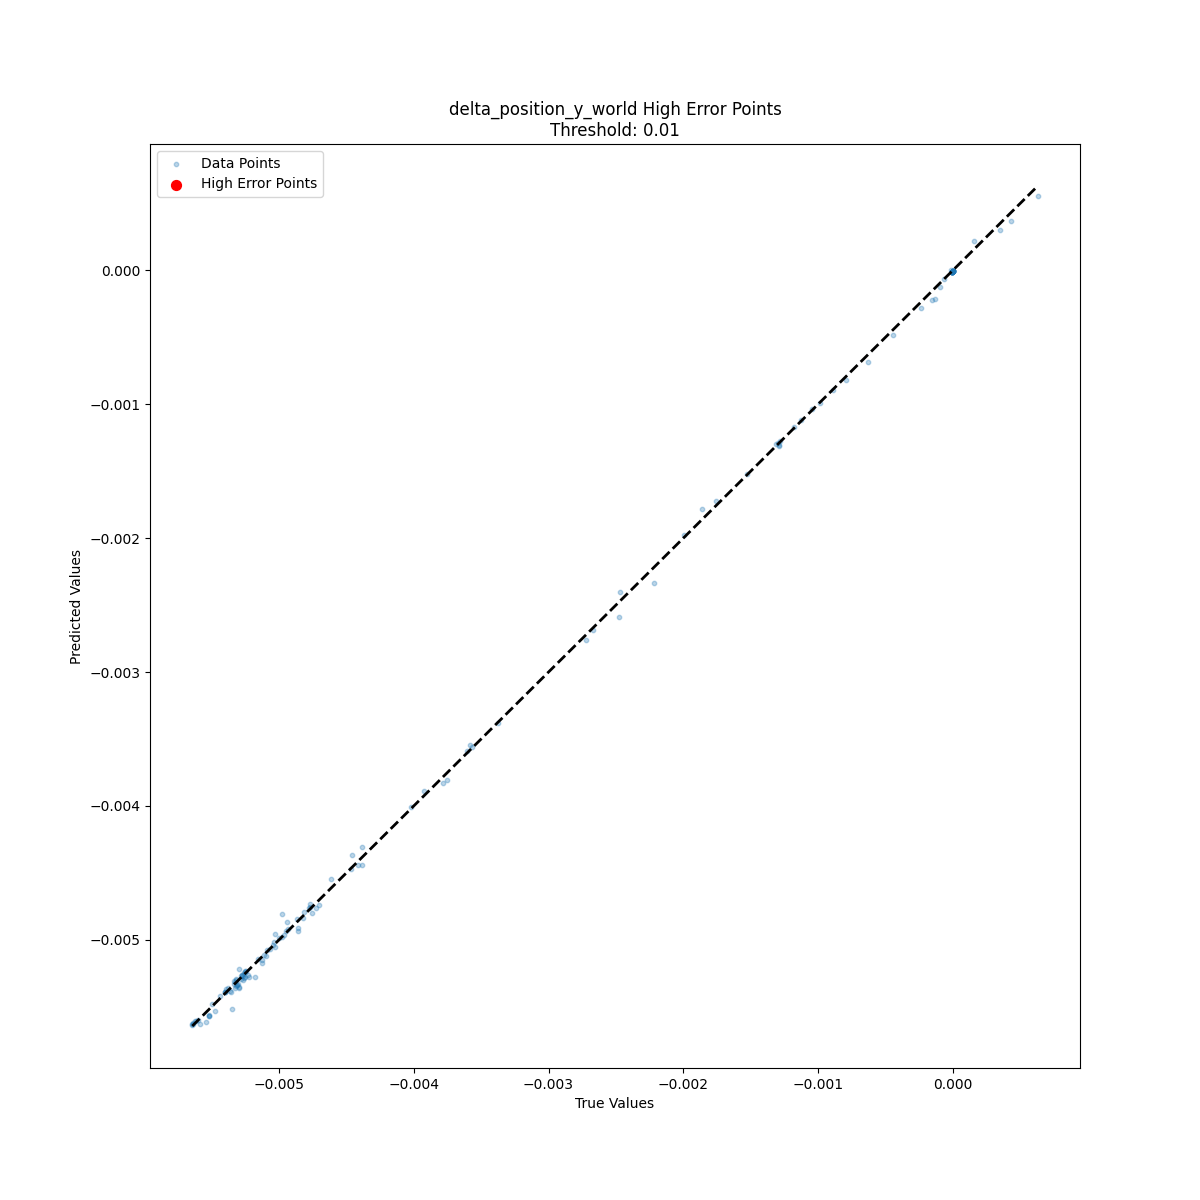 delta_position_y_world High Error Points
Threshold: 0.01
Data Points
High Error Points
0.000
−0.001
−0.002
−0.003
−0.004
−0.005
Predicted Values
−0.005
−0.004
−0.003
−0.002
−0.001
0.000
True Values